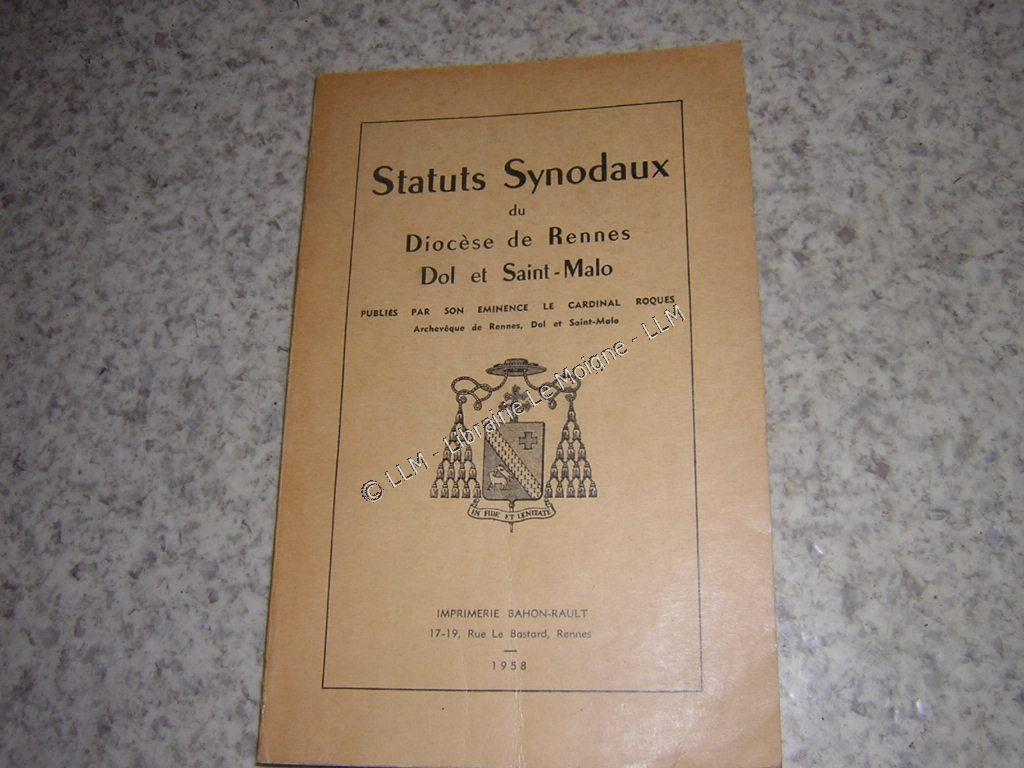 Statuts Synodaux
du
Diocèse de Rennes
Dol et Saint-Malo
PUBLIES PAR SON EMINENCE LE CARDINAL ROQUES
Archevêque de Rennes, Dol et Saint-Malo
© LLM - Librairie Le Moigne - LLM
IN FIDE ET LENITATE
IMPRIMERIE BAHON-RAULT
17-19, Rue Le Bastard, Rennes
1958